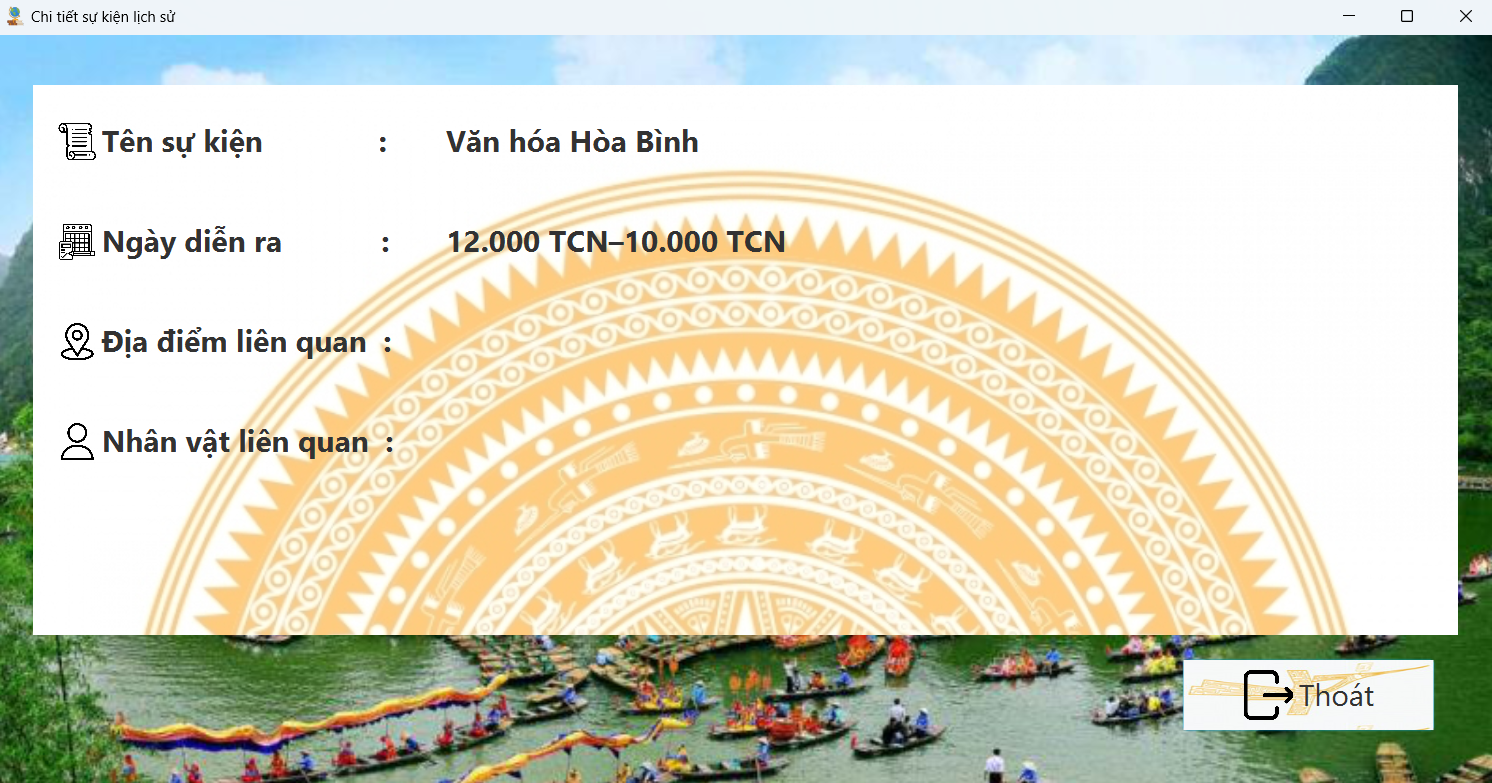 Chi tiết sự kiện lịch sử
Tên sự kiện : Văn hóa Hòa Bình
Ngày diễn ra : 12.000 TCN–10.000 TCN
Địa điểm liên quan :
Nhân vật liên quan :
Thoát